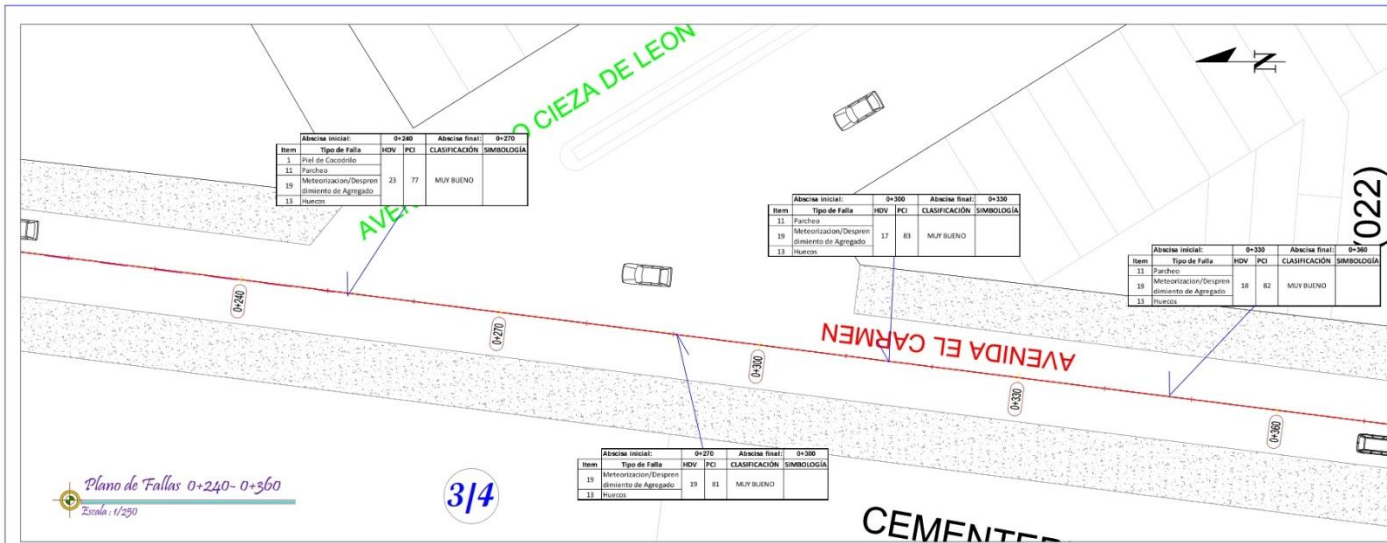 AVEN
O CIEZA DE LEON
N
(022)
Abscisa inicial: 0+240 Abscisa final: 0+270
Item Tipo de Falla HDV PCI CLASIFICACIÓN SIMBOLOGÍA
1 Piel de Cocodrilo
11 Parcheo
19 Meteorizacion/Despren
dimiento de Agregado
13 Huecos
23 77 MUY BUENO
Abscisa inicial: 0+300 Abscisa final: 0+330
Item Tipo de Falla HDV PCI CLASIFICACIÓN SIMBOLOGÍA
11 Parcheo
19 Meteorizacion/Despren
dimiento de Agregado
13 Huecos
17 83 MUY BUENO
Abscisa inicial: 0+330 Abscisa final: 0+360
Item Tipo de Falla HDV PCI CLASIFICACIÓN SIMBOLOGÍA
11 Parcheo
19 Meteorizacion/Despren
dimiento de Agregado
13 Huecos
18 82 MUY BUENO
0+240
0+270
0+300
0+330
0+360
AVENIDA EL CARMEN
Abscisa inicial: 0+270 Abscisa final: 0+300
Item Tipo de Falla HDV PCI CLASIFICACIÓN SIMBOLOGÍA
19 Meteorizacion/Despren
dimiento de Agregado
13 Huecos
19 81 MUY BUENO
Plano de Fallas 0+240- 0+360
Escala : 1/250
3/4